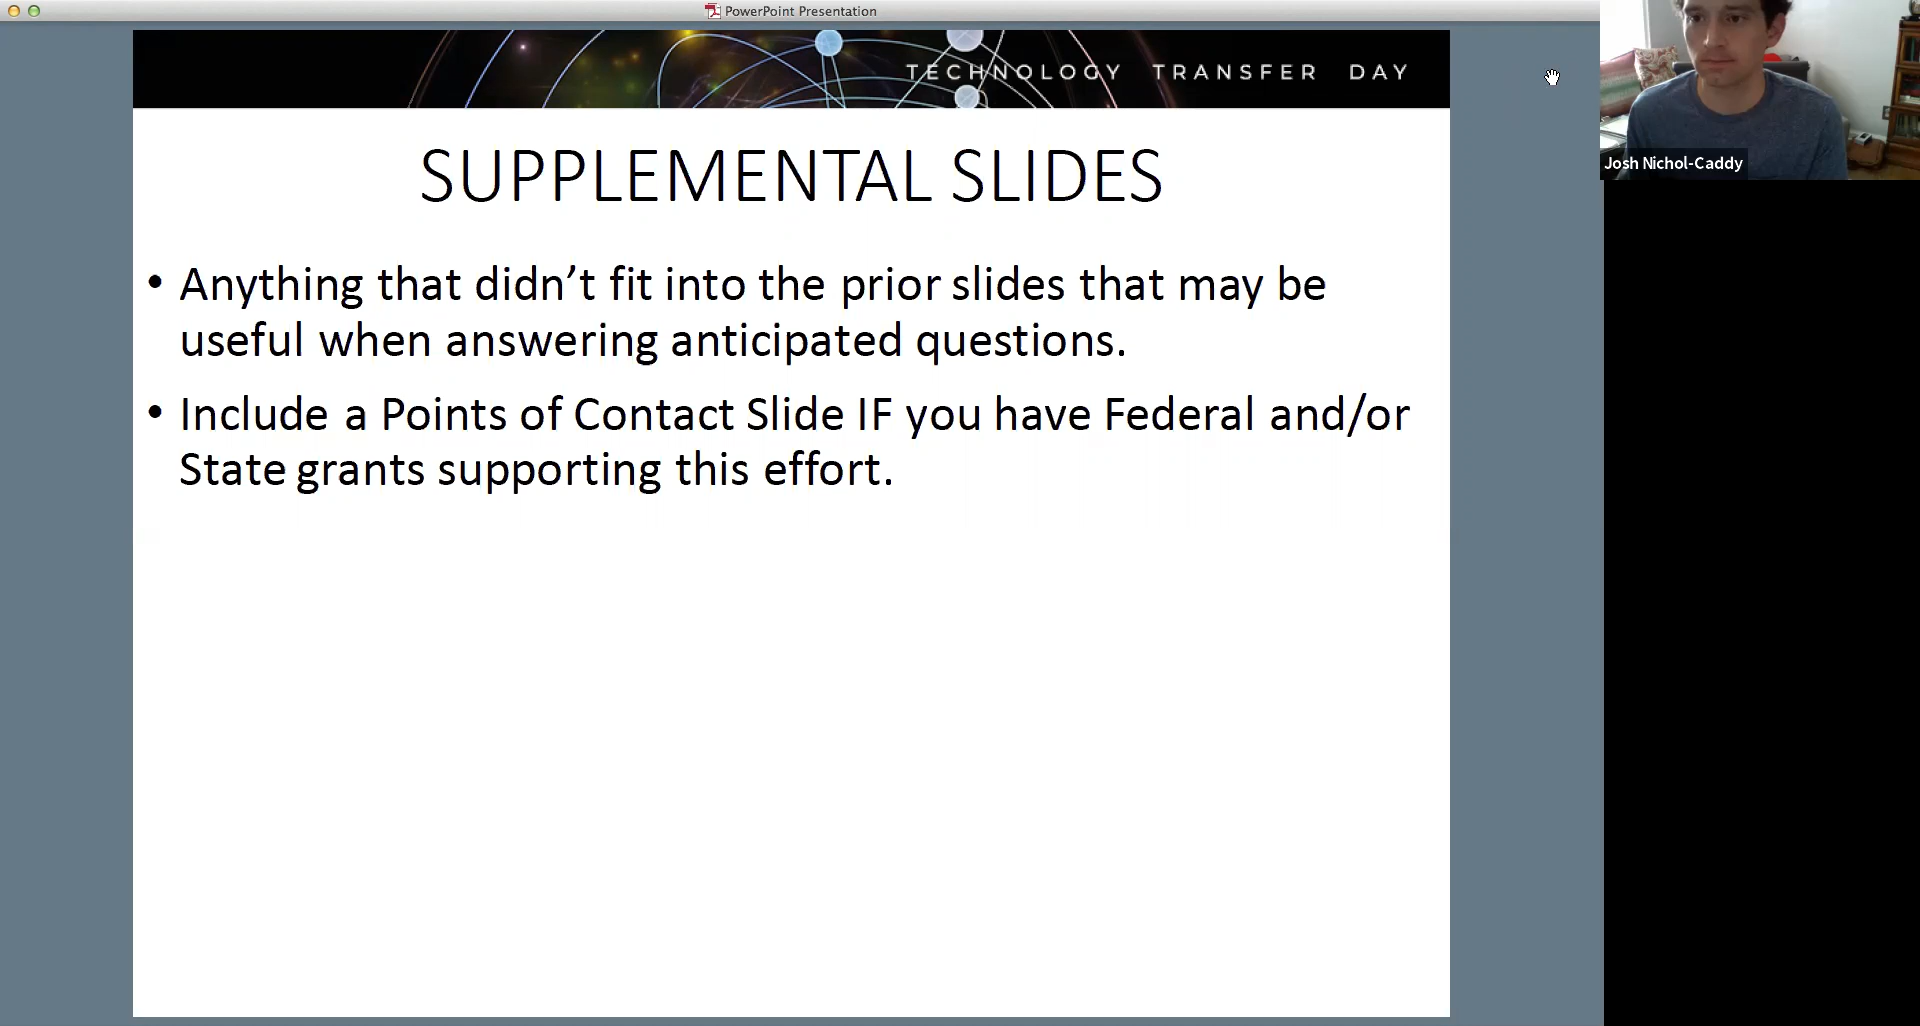 PowerPoint Presentation
TECHNOLOGY TRANSFER DAY
Josh Nichol-Caddy
SUPPLEMENTAL SLIDES
• Anything that didn’t fit into the prior slides that may be
useful when answering anticipated questions.
• Include a Points of Contact Slide IF you have Federal and/or
State grants supporting this effort.